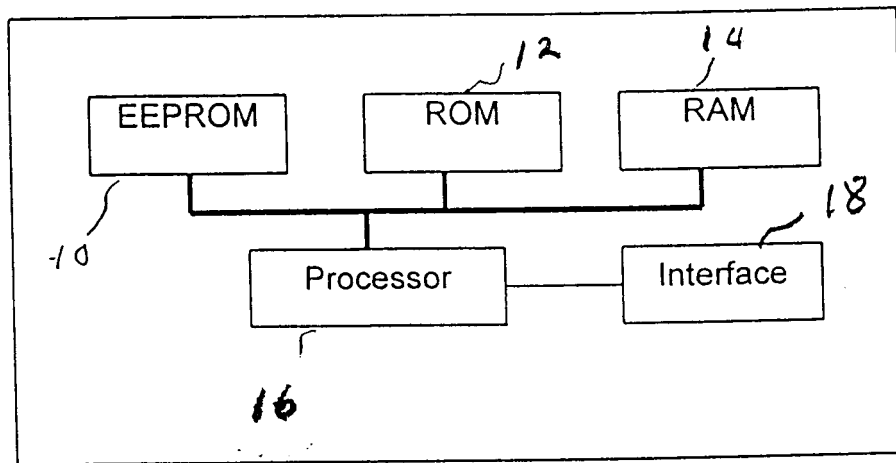 12
14
EEPROM
ROM
RAM
10
18
Processor
Interface
16